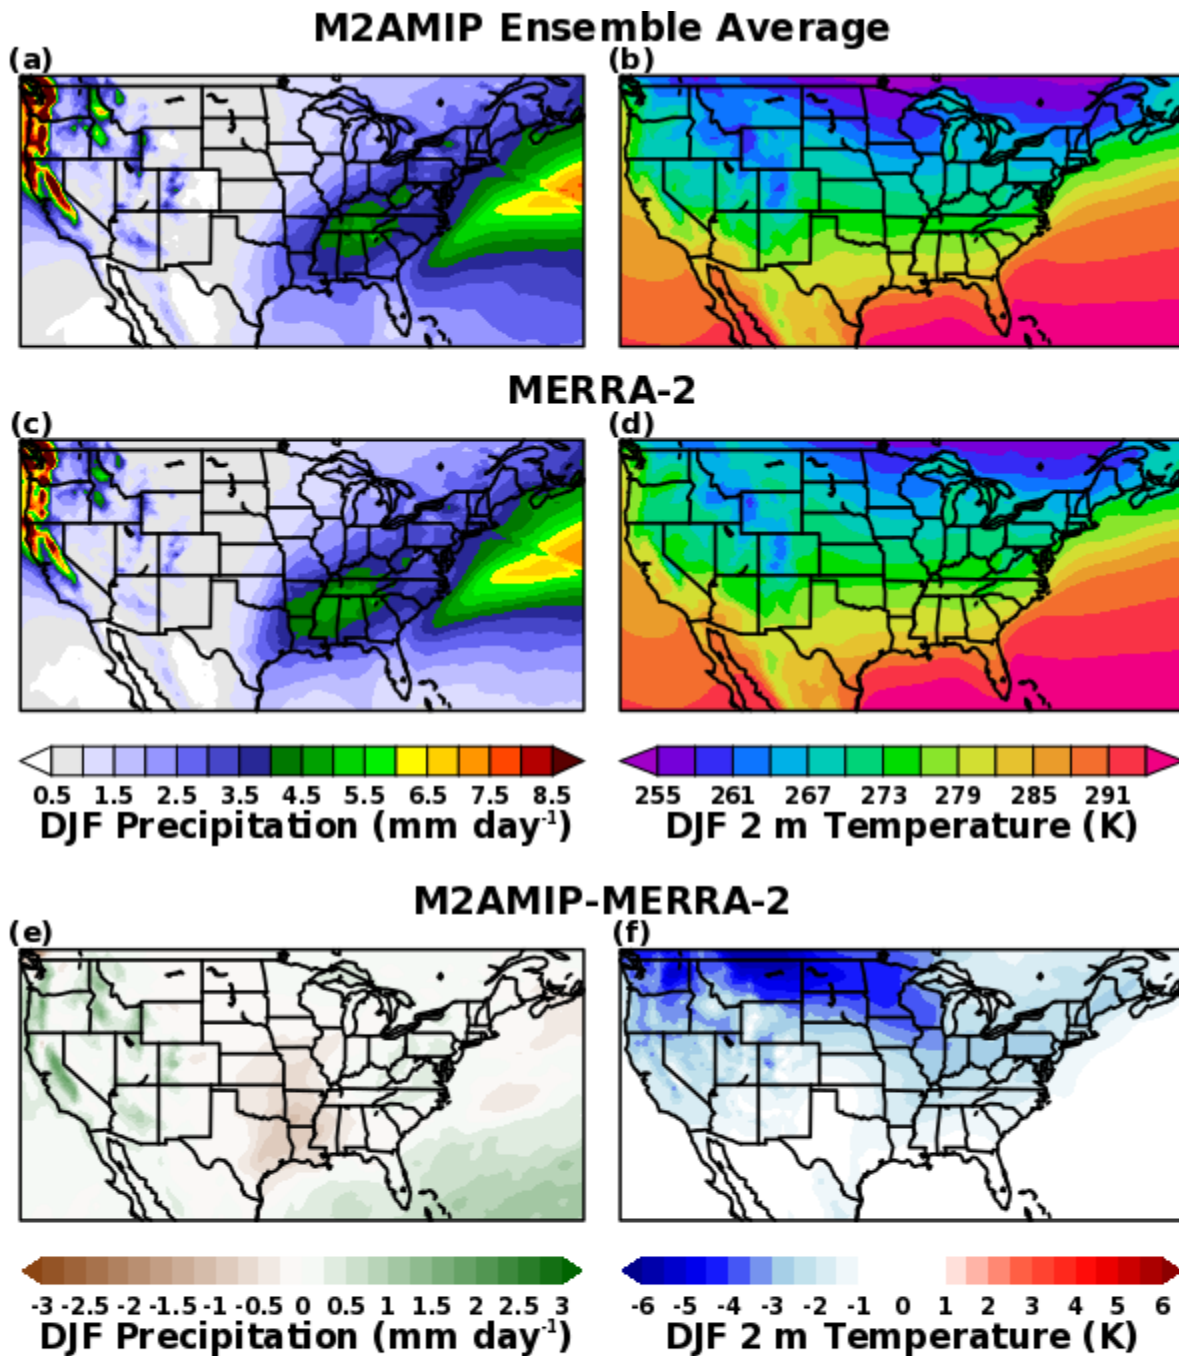 M2AMIP Ensemble Average
(a) (b)
MERRA-2
(c) (d)
0.5 1.5 2.5 3.5 4.5 5.5 6.5 7.5 8.5
DJF Precipitation (mm day⁻¹)
255 261 267 273 279 285 291
DJF 2 m Temperature (K)
M2AMIP-MERRA-2
(e) (f)
-3 -2.5 -2 -1.5 -1 -0.5 0 0.5 1 1.5 2 2.5 3
DJF Precipitation (mm day⁻¹)
-6 -5 -4 -3 -2 -1 0 1 2 3 4 5 6
DJF 2 m Temperature (K)